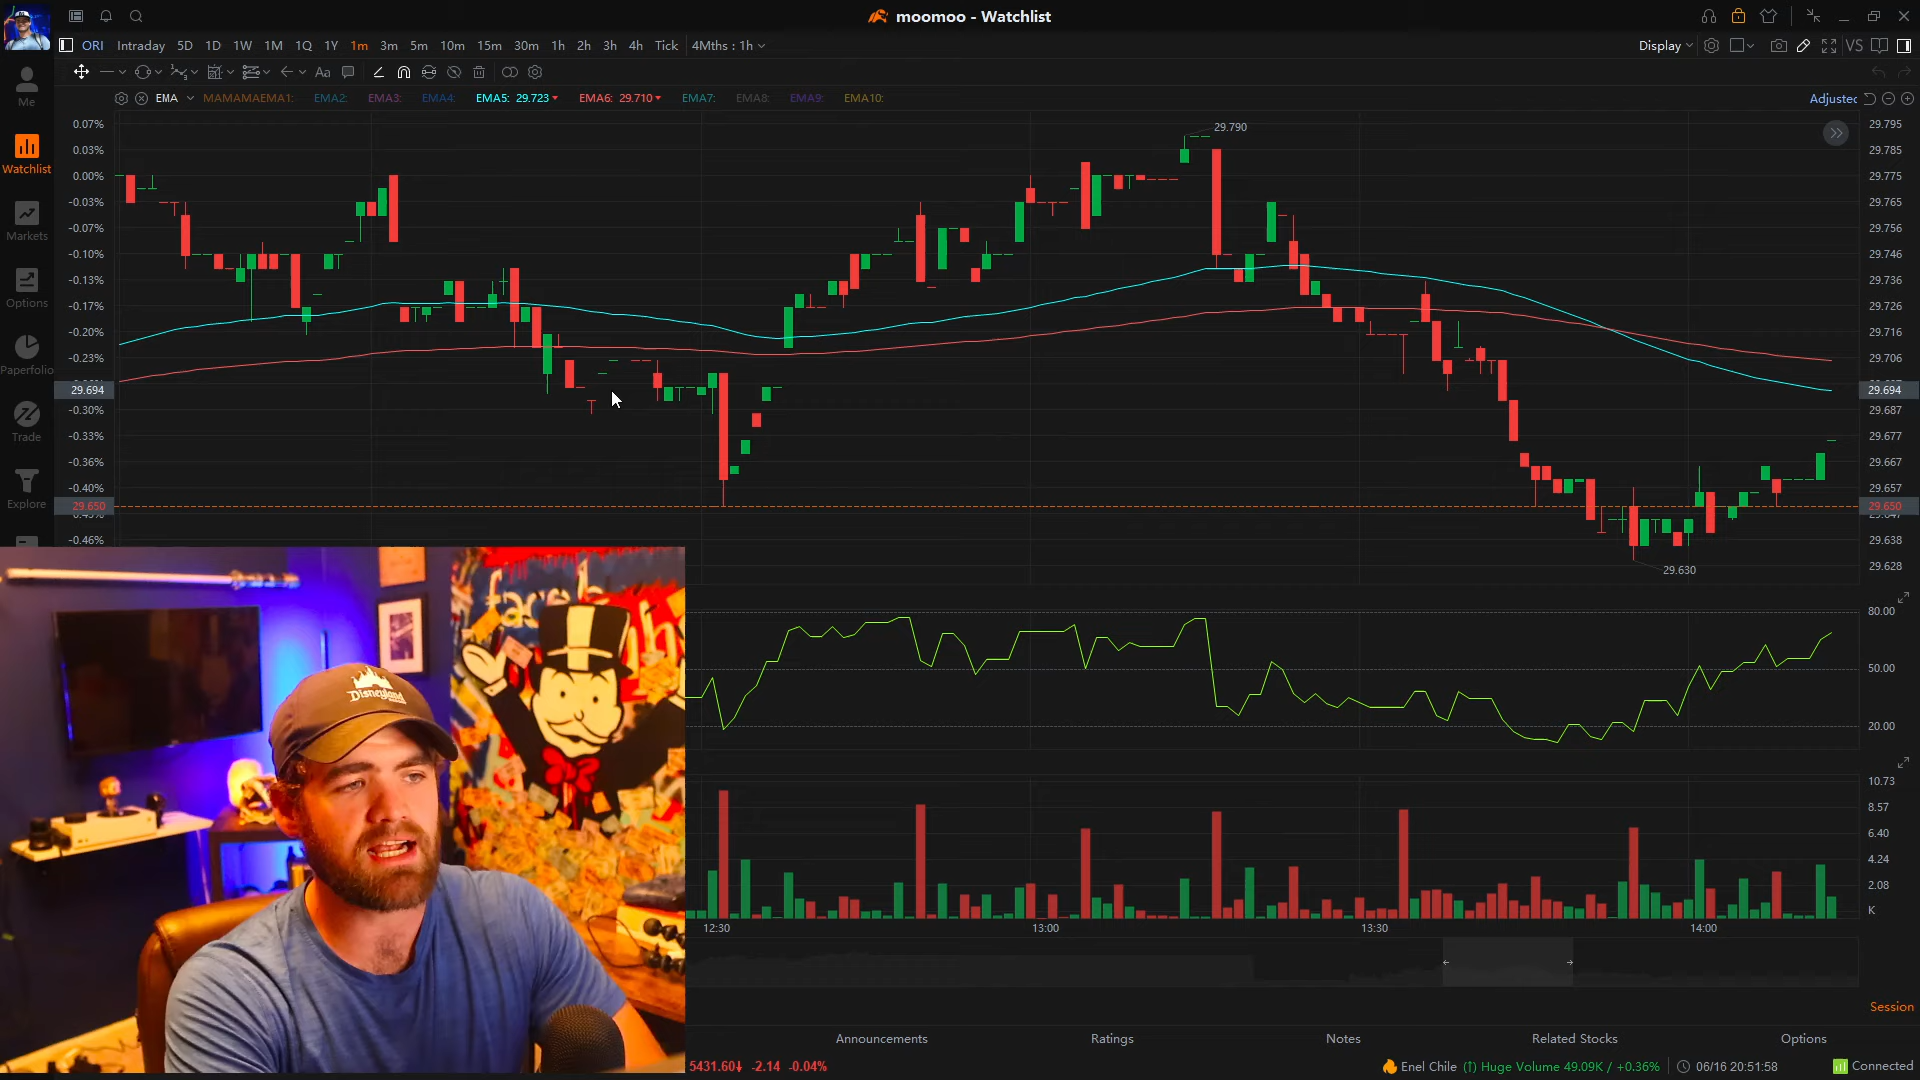 moomoo - Watchlist
ORI Intraday 5D 1D 1W 1M 1Q 1Y 1m 3m 5m 10m 15m 30m 1h 2h 3h 4h Tick 4Mths : 1h Display VS
Me
Aa
EMA MAMAMAEMA1: EMA2: EMA3: EMA4: EMA5: 29.723 EMA6: 29.710 EMA7: EMA8: EMA9: EMA10: Adjusted
0.07% 29.790 29.795
0.03% 29.785
Watchlist
0.00% 29.775
-0.03% 29.765
-0.07% 29.756
Markets
-0.10% 29.746
-0.13% 29.736
Options
-0.17% 29.726
-0.20% 29.716
-0.23% 29.706
Paperfolio
29.694 29.694
-0.30% 29.687
-0.33% 29.677
Trade
-0.36% 29.667
-0.40% 29.657
Explore
29.650 29.650
-0.46% 29.638
29.630 29.628
80.00
50.00
Disneyland
20.00
10.73
8.57
6.40
4.24
2.08
K
12:30 13:00 13:30 14:00
Session
Announcements Ratings Notes Related Stocks Options
5431.60 -2.14 -0.04% Enel Chile (↑) Huge Volume 49.09K / +0.36% 06/16 20:51:58 Connected